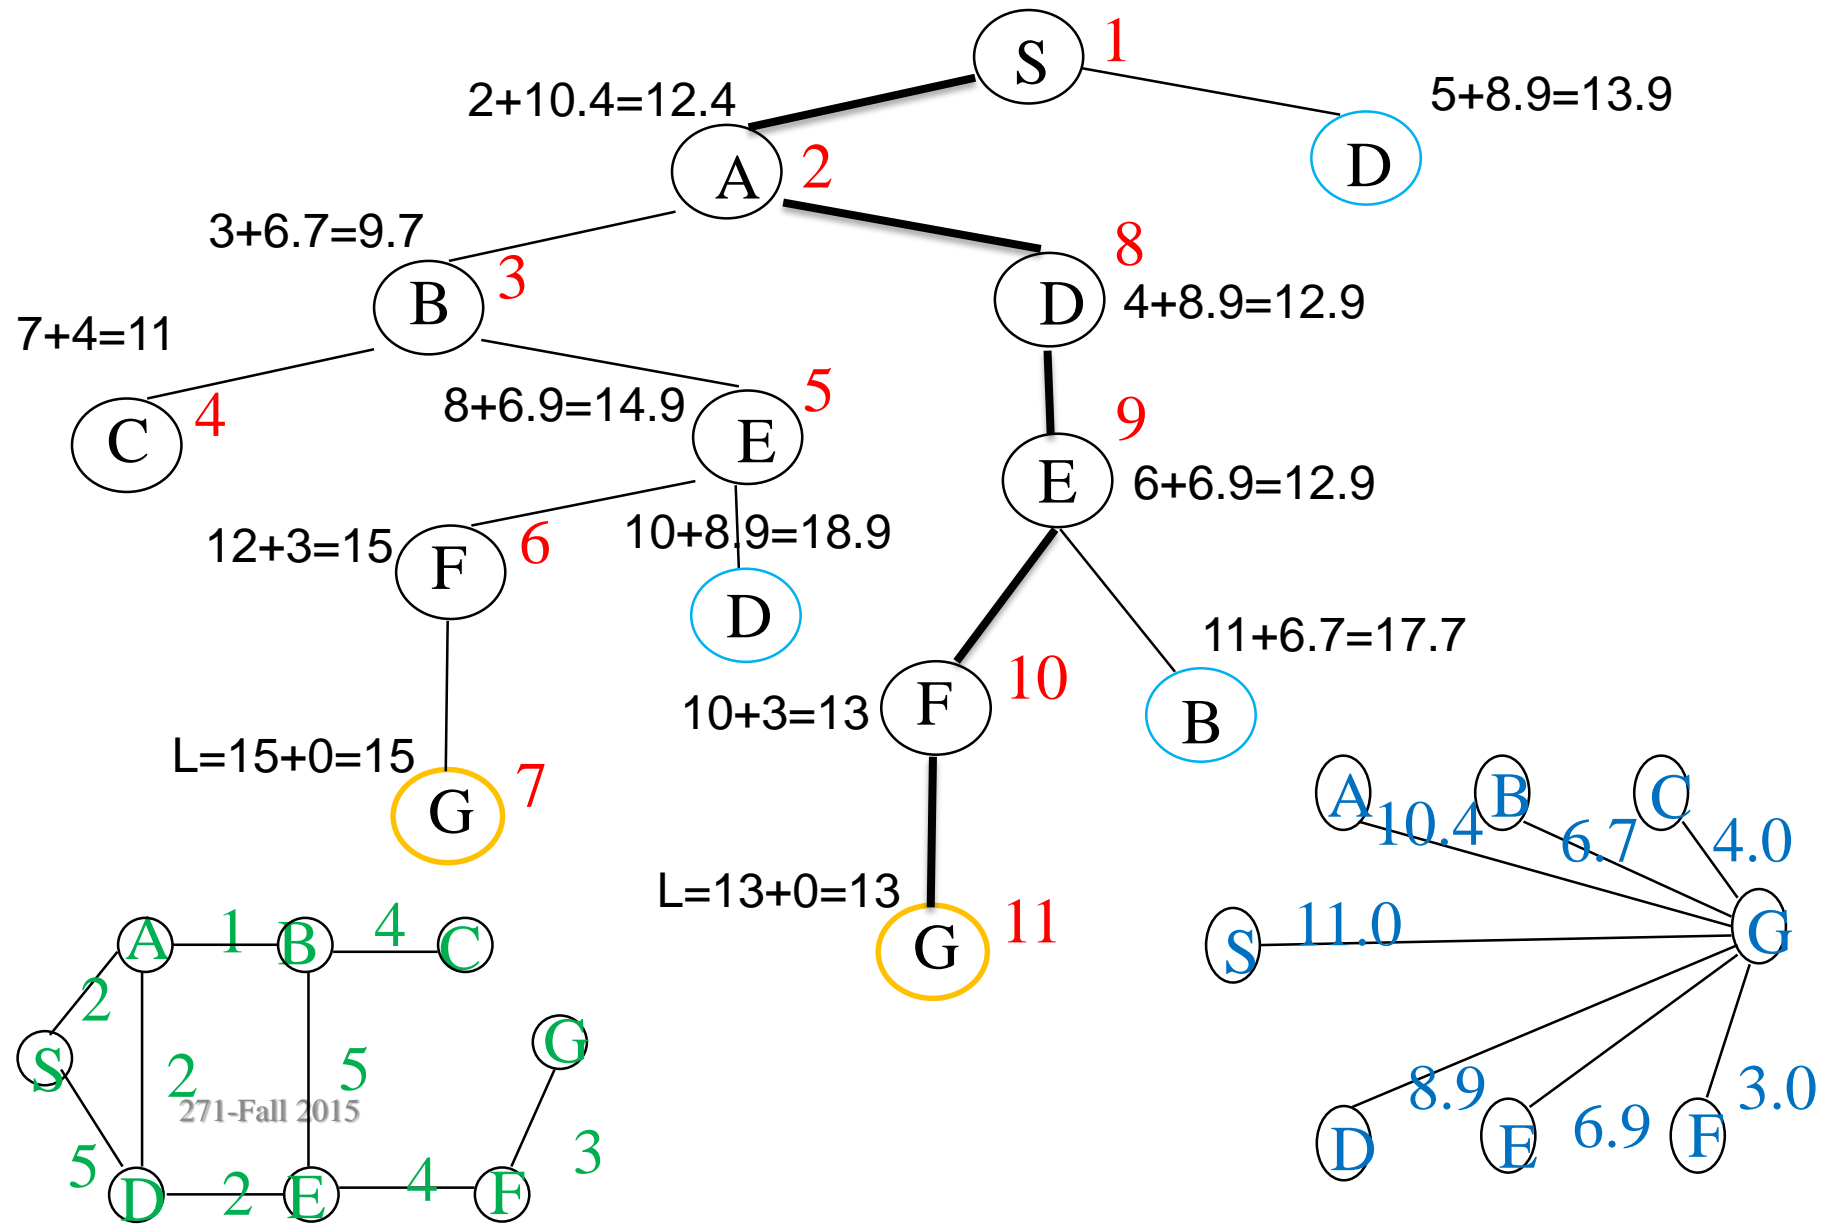 S 1
2+10.4=12.4
5+8.9=13.9
A 2
D
3+6.7=9.7
B 3
D 8
4+8.9=12.9
7+4=11
C 4
8+6.9=14.9
E 5
E 9
6+6.9=12.9
12+3=15
F 6
10+8.9=18.9
D
11+6.7=17.7
10+3=13
F 10
B
L=15+0=15
G 7
L=13+0=13
G 11
A 10.4
B 6.7
C 4.0
S 11.0
G
D 8.9
E 6.9
F 3.0
A 1 B 4 C
2
S
2
5
G
271-Fall 2015
5
3
D 2 E 4 F